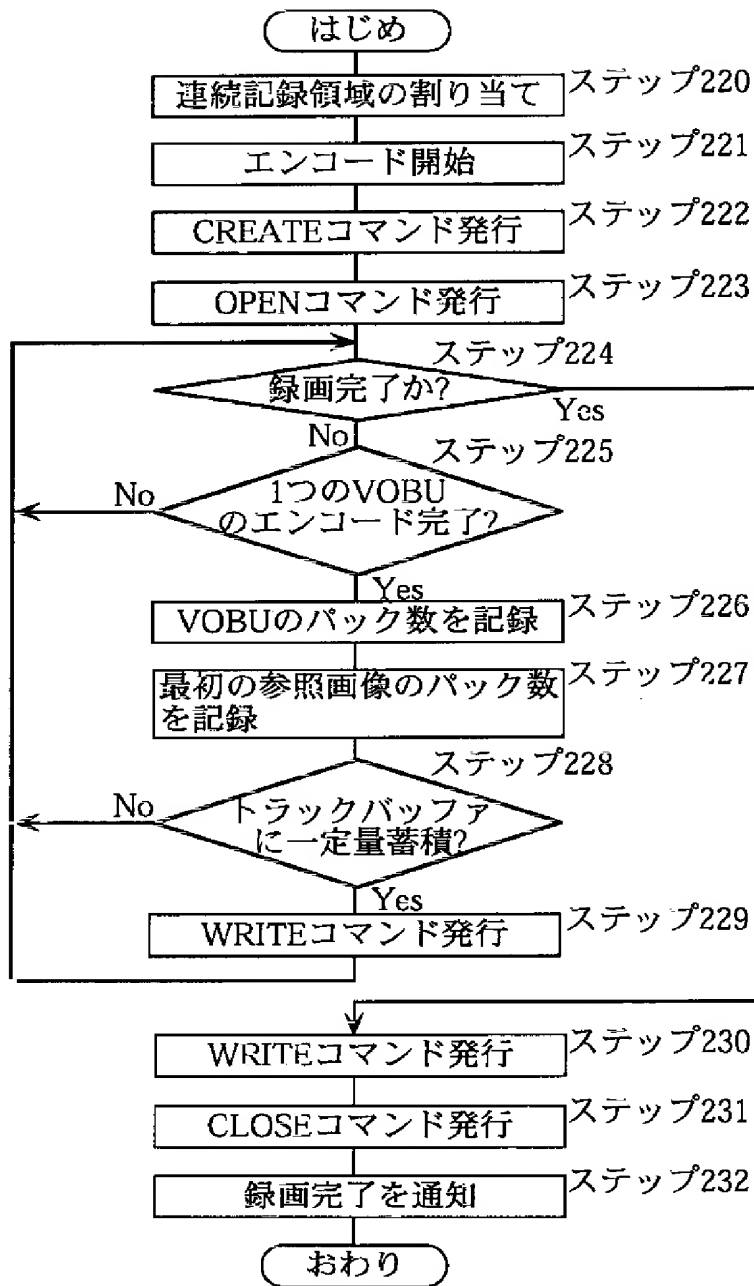 はじめ
連続記録領域の割り当て
ステップ220
エンコード開始
ステップ221
CREATEコマンド発行
ステップ222
OPENコマンド発行
ステップ223
ステップ224
録画完了か?
Yes
No
ステップ225
1つのVOBU
のエンコード完了?
No
Yes
VOBUのパック数を記録
ステップ226
最初の参照画像のパック数
を記録
ステップ227
ステップ228
トラックバッファ
に一定量蓄積?
No
Yes
WRITEコマンド発行
ステップ229
WRITEコマンド発行
ステップ230
CLOSEコマンド発行
ステップ231
録画完了を通知
ステップ232
おわり